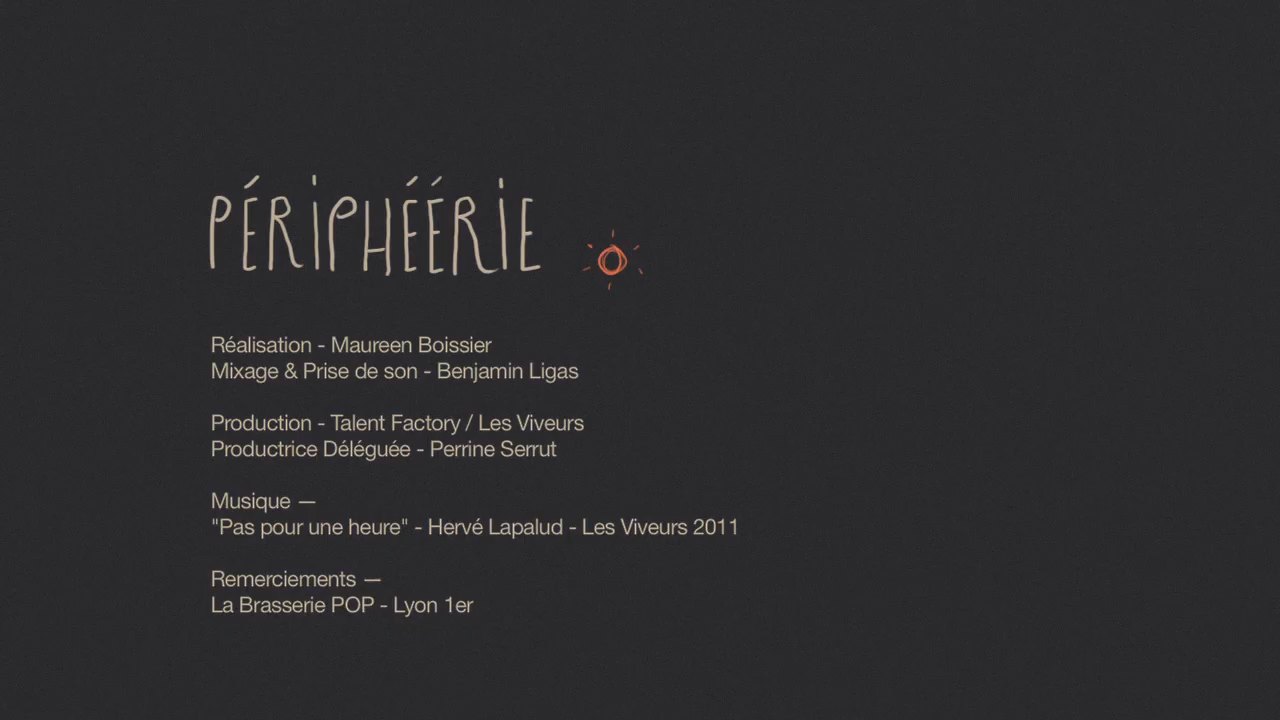 PÉRIPHÉÉRIE
Réalisation - Maureen Boissier
Mixage & Prise de son - Benjamin Ligas
Production - Talent Factory / Les Viveurs
Productrice Déléguée - Perrine Serrut
Musique —
"Pas pour une heure" - Hervé Lapalud - Les Viveurs 2011
Remerciements —
La Brasserie POP - Lyon 1er